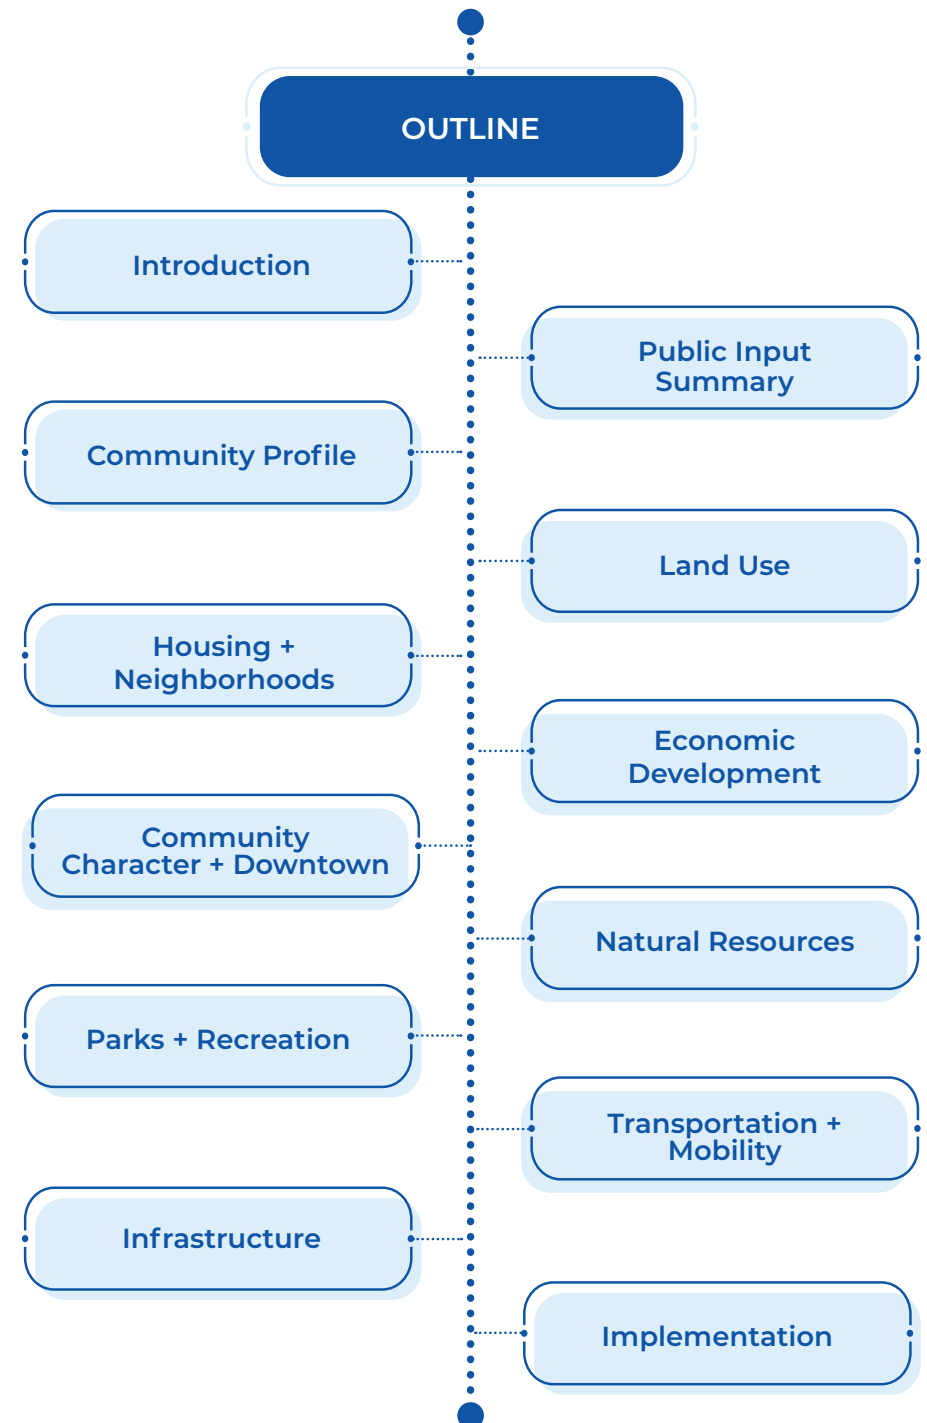 OUTLINE
Introduction
Public Input
Summary
Community Profile
Land Use
Housing +
Neighborhoods
Economic
Development
Community
Character + Downtown
Natural Resources
Parks + Recreation
Transportation +
Mobility
Infrastructure
Implementation